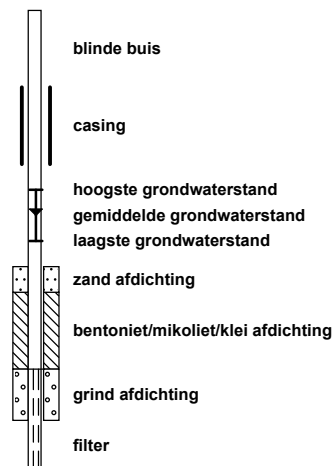 blinde buis
casing
hoogste grondwaterstand
gemiddelde grondwaterstand
laagste grondwaterstand
zand afdichting
bentoniet/mikoliet/klei afdichting
grind afdichting
filter